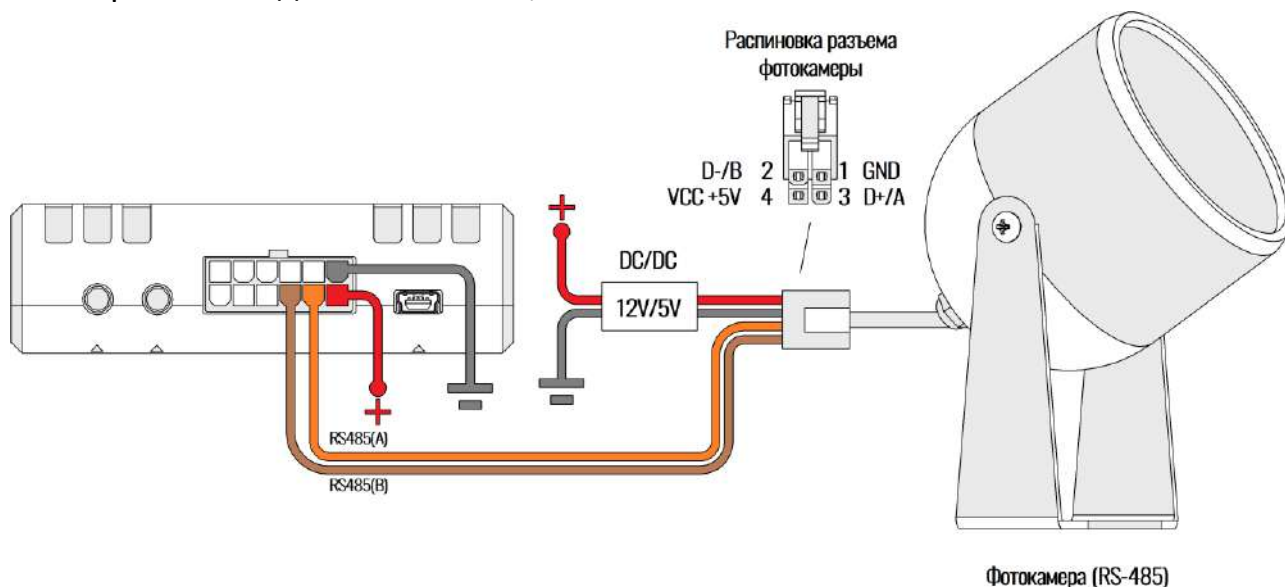 Распиновка разъема
фотокамеры
D-/B 2 1 GND
VCC +5V 4 3 D+/A
DC/DC
12V/5V
RS485(A)
RS485(B)
Фотокамера (RS-485)